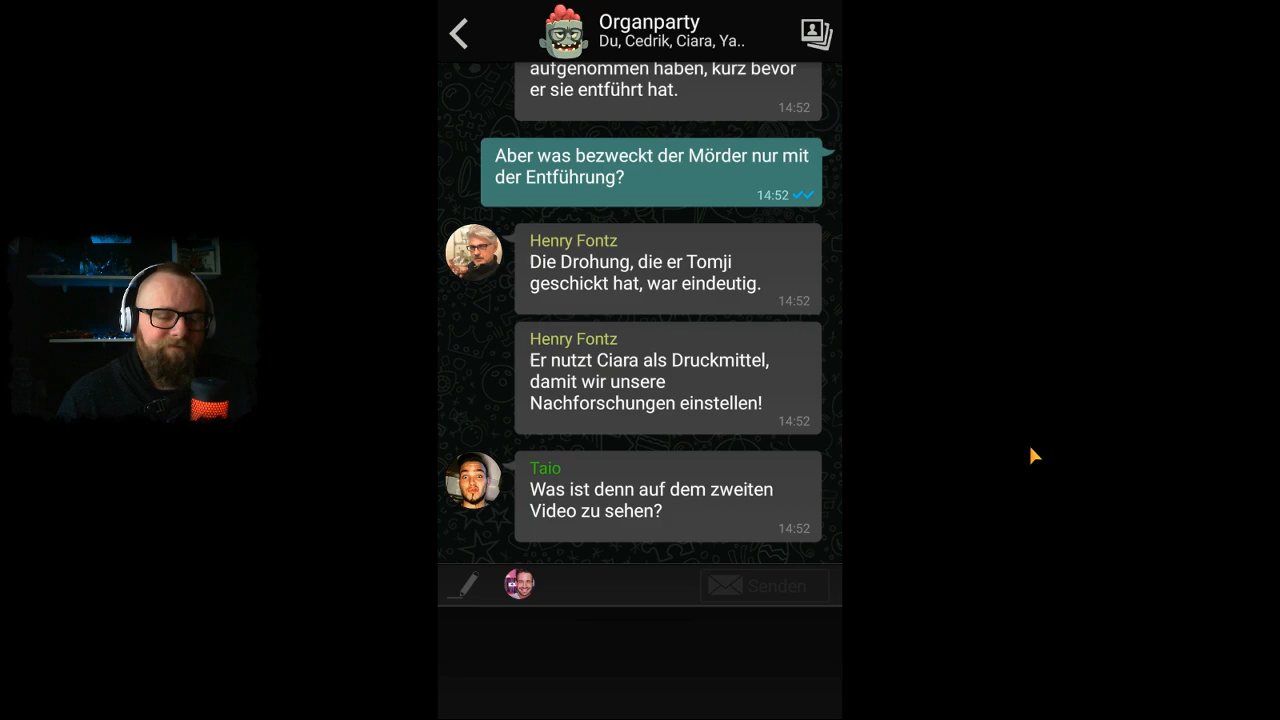 Organparty
Du, Cedrik, Ciara, Ya..
aufgenommen haben, kurz bevor
er sie entführt hat.
14:52
Aber was bezweckt der Mörder nur mit
der Entführung?
14:52
Henry Fontz
Die Drohung, die er Tomji
geschickt hat, war eindeutig.
14:52
Henry Fontz
Er nutzt Ciara als Druckmittel,
damit wir unsere
Nachforschungen einstellen!
14:52
Taio
Was ist denn auf dem zweiten
Video zu sehen?
14:52
Senden